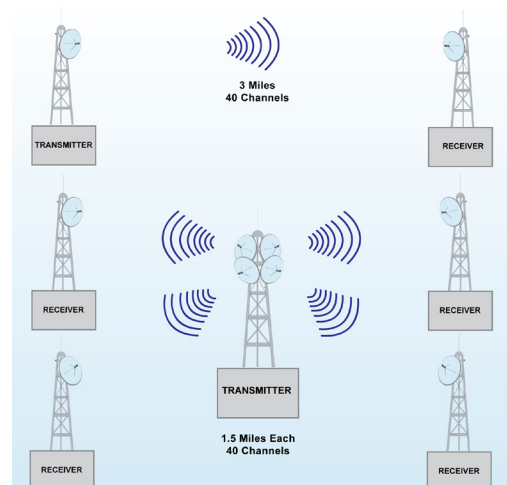 3 Miles
40 Channels
TRANSMITTER
RECEIVER
RECEIVER
RECEIVER
TRANSMITTER
1.5 Miles Each
40 Channels
RECEIVER
RECEIVER